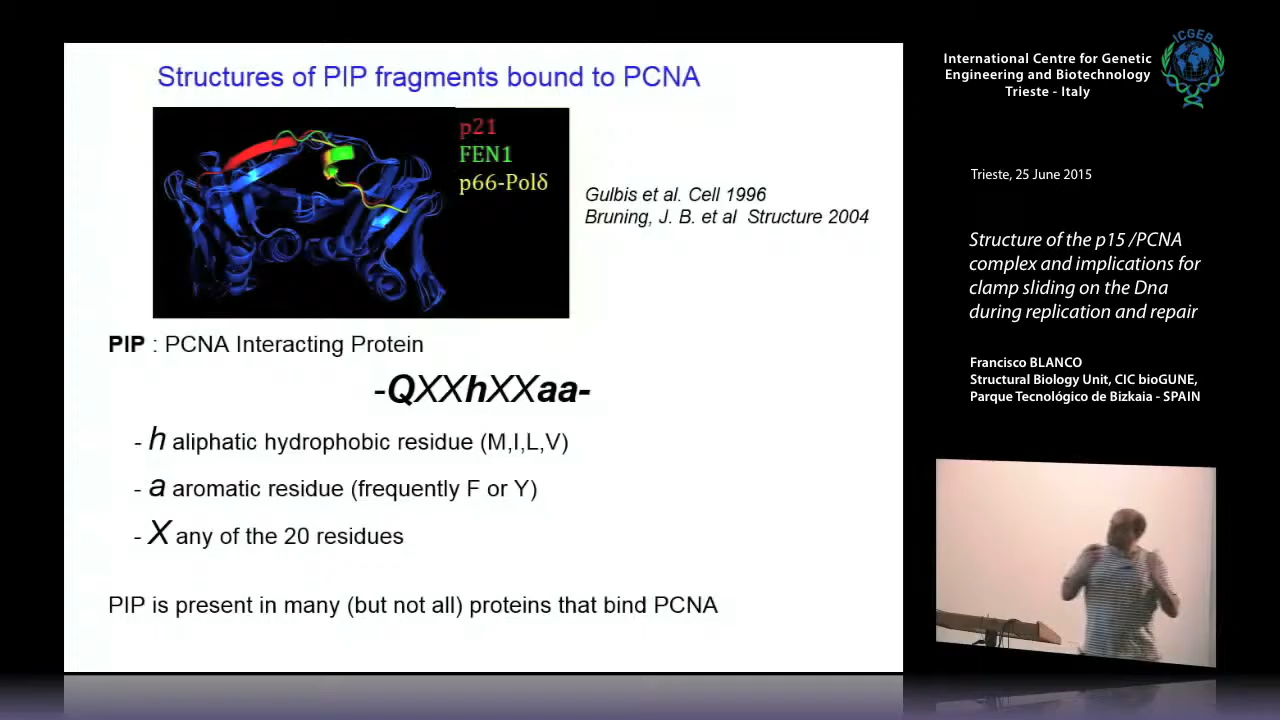 Structures of PIP fragments bound to PCNA
p21
FEN1
p66-Polδ
Gulbis et al. Cell 1996
Bruning, J. B. et al Structure 2004
PIP : PCNA Interacting Protein
-QXXhXXaa-
- h aliphatic hydrophobic residue (M,I,L,V)
- a aromatic residue (frequently F or Y)
- X any of the 20 residues
PIP is present in many (but not all) proteins that bind PCNA
ICGEB
International Centre for Genetic
Engineering and Biotechnology
Trieste - Italy
Trieste, 25 June 2015
Structure of the p15 /PCNA
complex and implications for
clamp sliding on the Dna
during replication and repair
Francisco BLANCO
Structural Biology Unit, CIC bioGUNE,
Parque Tecnológico de Bizkaia - SPAIN